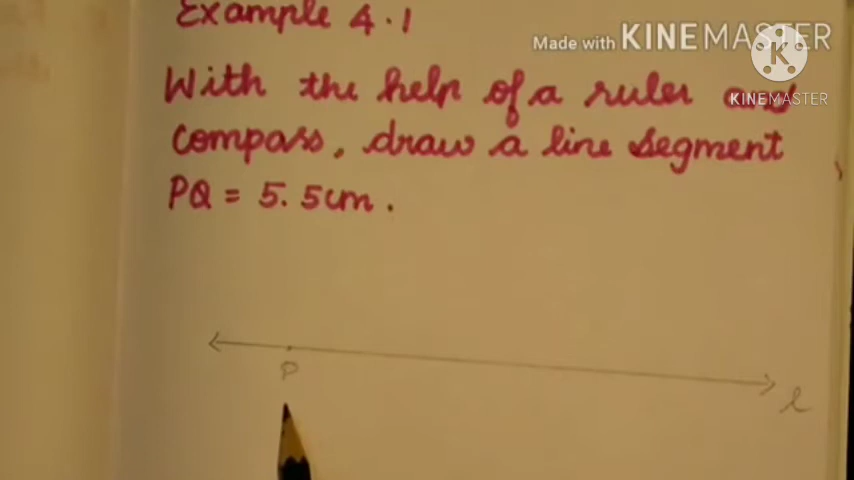 Example 4.1
Made with KINEMASTER
K
KINEMASTER
With the help of a ruler and
compass, draw a line segment
PQ = 5.5cm.
P
l